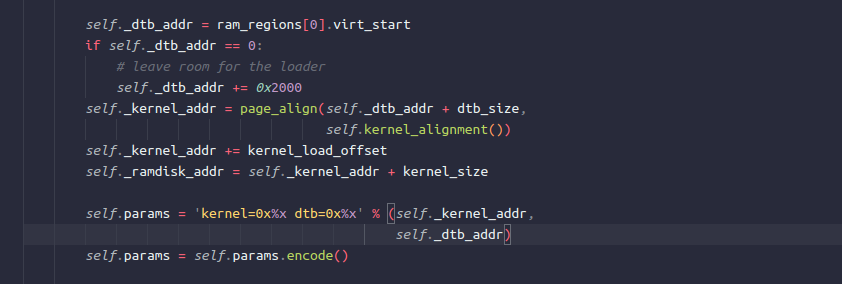 self._dtb_addr = ram_regions[0].virt_start
if self._dtb_addr == 0:
# leave room for the loader
self._dtb_addr += 0x2000
self._kernel_addr = page_align(self._dtb_addr + dtb_size,
self.kernel_alignment())
self._kernel_addr += kernel_load_offset
self._ramdisk_addr = self._kernel_addr + kernel_size
self.params = 'kernel=0x%x dtb=0x%x' % (self._kernel_addr,
self._dtb_addr)
self.params = self.params.encode()